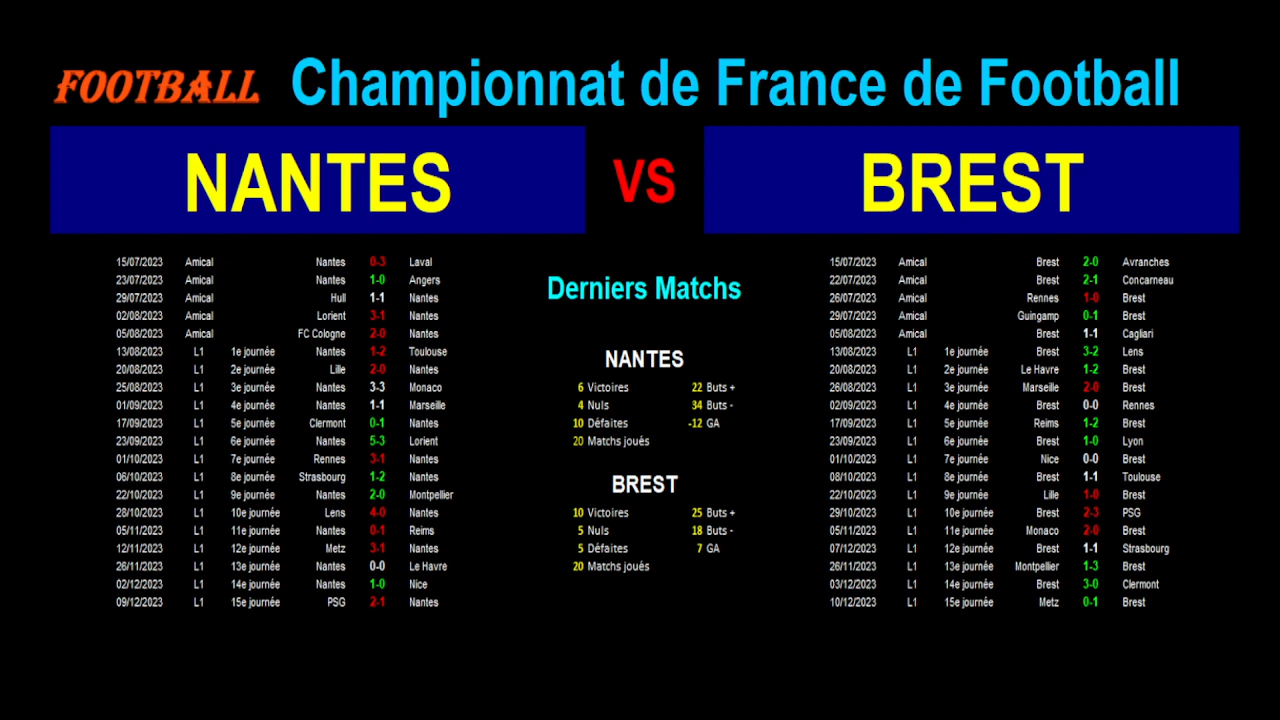 FOOTBALL Championnat de France de Football
NANTES VS BREST
15/07/2023 Amical Nantes 0-3 Laval
23/07/2023 Amical Nantes 1-0 Angers
29/07/2023 Amical Hull 1-1 Nantes
02/08/2023 Amical Lorient 3-1 Nantes
05/08/2023 Amical FC Cologne 2-0 Nantes
13/08/2023 L1 1e journée Nantes 1-2 Toulouse
20/08/2023 L1 2e journée Lille 2-0 Nantes
25/08/2023 L1 3e journée Nantes 3-3 Monaco
01/09/2023 L1 4e journée Nantes 1-1 Marseille
17/09/2023 L1 5e journée Clermont 0-1 Nantes
23/09/2023 L1 6e journée Nantes 5-3 Lorient
01/10/2023 L1 7e journée Rennes 3-1 Nantes
06/10/2023 L1 8e journée Strasbourg 1-2 Nantes
22/10/2023 L1 9e journée Nantes 2-0 Montpellier
28/10/2023 L1 10e journée Lens 4-0 Nantes
05/11/2023 L1 11e journée Nantes 0-1 Reims
12/11/2023 L1 12e journée Metz 3-1 Nantes
26/11/2023 L1 13e journée Nantes 0-0 Le Havre
02/12/2023 L1 14e journée Nantes 1-0 Nice
09/12/2023 L1 15e journée PSG 2-1 Nantes
Derniers Matchs
NANTES
6 Victoires 22 Buts +
4 Nuls 34 Buts -
10 Défaites -12 GA
20 Matchs joués
BREST
10 Victoires 25 Buts +
5 Nuls 18 Buts -
5 Défaites 7 GA
20 Matchs joués
15/07/2023 Amical Brest 2-0 Avranches
22/07/2023 Amical Brest 2-1 Concarneau
26/07/2023 Amical Rennes 1-0 Brest
29/07/2023 Amical Guingamp 0-1 Brest
05/08/2023 Amical Brest 1-1 Cagliari
13/08/2023 L1 1e journée Brest 3-2 Lens
20/08/2023 L1 2e journée Le Havre 1-2 Brest
26/08/2023 L1 3e journée Marseille 2-0 Brest
02/09/2023 L1 4e journée Brest 0-0 Rennes
17/09/2023 L1 5e journée Reims 1-2 Brest
23/09/2023 L1 6e journée Brest 1-0 Lyon
01/10/2023 L1 7e journée Nice 0-0 Brest
08/10/2023 L1 8e journée Brest 1-1 Toulouse
22/10/2023 L1 9e journée Lille 1-0 Brest
29/10/2023 L1 10e journée Brest 2-3 PSG
05/11/2023 L1 11e journée Monaco 2-0 Brest
07/12/2023 L1 12e journée Brest 1-1 Strasbourg
26/11/2023 L1 13e journée Montpellier 1-3 Brest
03/12/2023 L1 14e journée Brest 3-0 Clermont
10/12/2023 L1 15e journée Metz 0-1 Brest